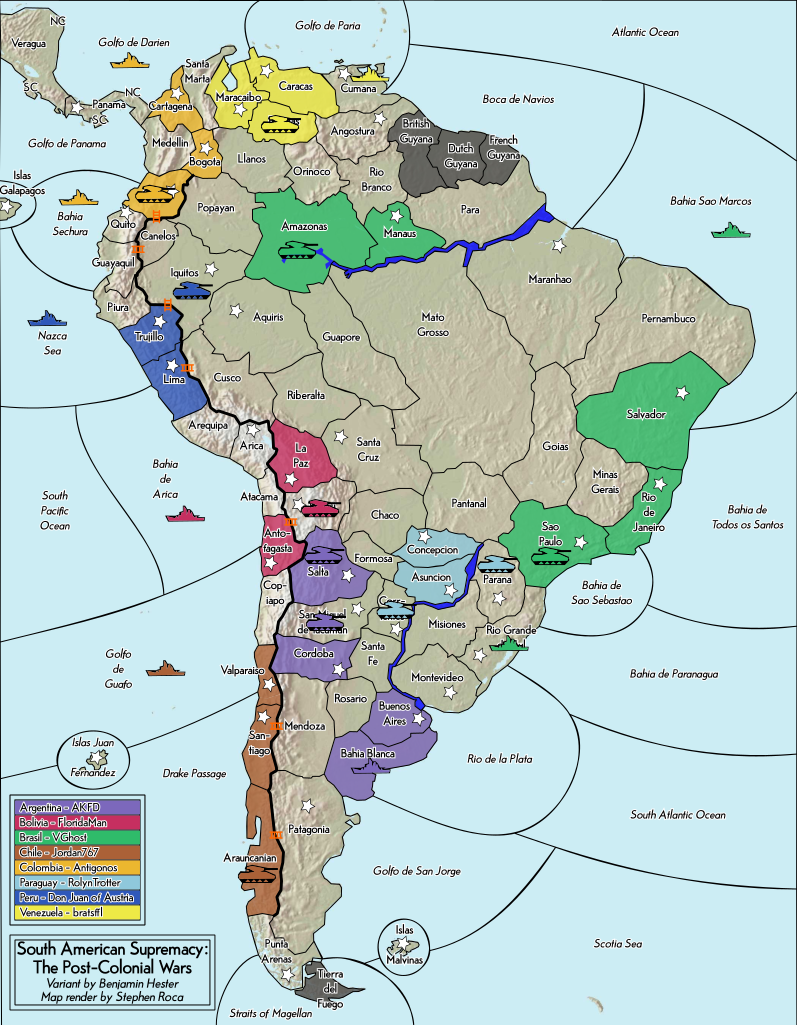 NC
Veragua
SC
Golfo de Darien
Golfo de Paria
Atlantic Ocean
Santa
Marta
Caracas
Cumana
Maracaibo
NC
Panama
SC
Cartagena
Boca de Navios
Golfo de Panama
Medellin
Bogota
Llanos
Angostura
British
Guyana
Dutch
Guyana
French
Guyana
Orinoco
Rio
Branco
Islas
Galapagos
Bahia
Sechura
Quito
Popayan
Canelos
Amazonas
Manaus
Para
Bahia Sao Marcos
Guayaquil
Iquitos
Maranhao
Piura
Nazca
Sea
Trujillo
Aquiris
Guapore
Mato
Grosso
Pernambuco
Lima
Cusco
Riberalta
Salvador
Arequipa
Arica
La
Paz
Santa
Cruz
Goias
Minas
Gerais
Bahia
de
Arica
South
Pacific
Ocean
Atacama
Chaco
Pantanal
Rio
de
Janeiro
Bahia de
Todos os Santos
Anto-
fagasta
Salta
Formosa
Concepcion
Asuncion
Sao
Paulo
Parana
Bahia de
Sao Sebastao
Cop-
iapo
San Miguel
de Tucuman
Corr-
Misiones
Rio Grande
Golfo
de
Guafo
Valparaiso
Cordoba
Santa
Fe
Montevideo
Bahia de Paranagua
Rosario
Buenos
Aires
San-
tiago
Mendoza
Islas Juan
Fernandez
Drake Passage
Bahia Blanca
Rio de la Plata
Argentina - AKFD
Bolivia - FloridaMan
Brasil - VGhost
Chile - Jordan767
Colombia - Antigonos
Paraguay - RolynTrotter
Peru - Don Juan of Austria
Venezuela - bratsffl
Patagonia
South Atlantic Ocean
Araucanian
Golfo de San Jorge
South American Supremacy:
The Post-Colonial Wars
Variant by Benjamin Hester
Map render by Stephen Roca
Punta
Arenas
Tierra
del
Fuego
Islas
Malvinas
Scotia Sea
Straits of Magellan